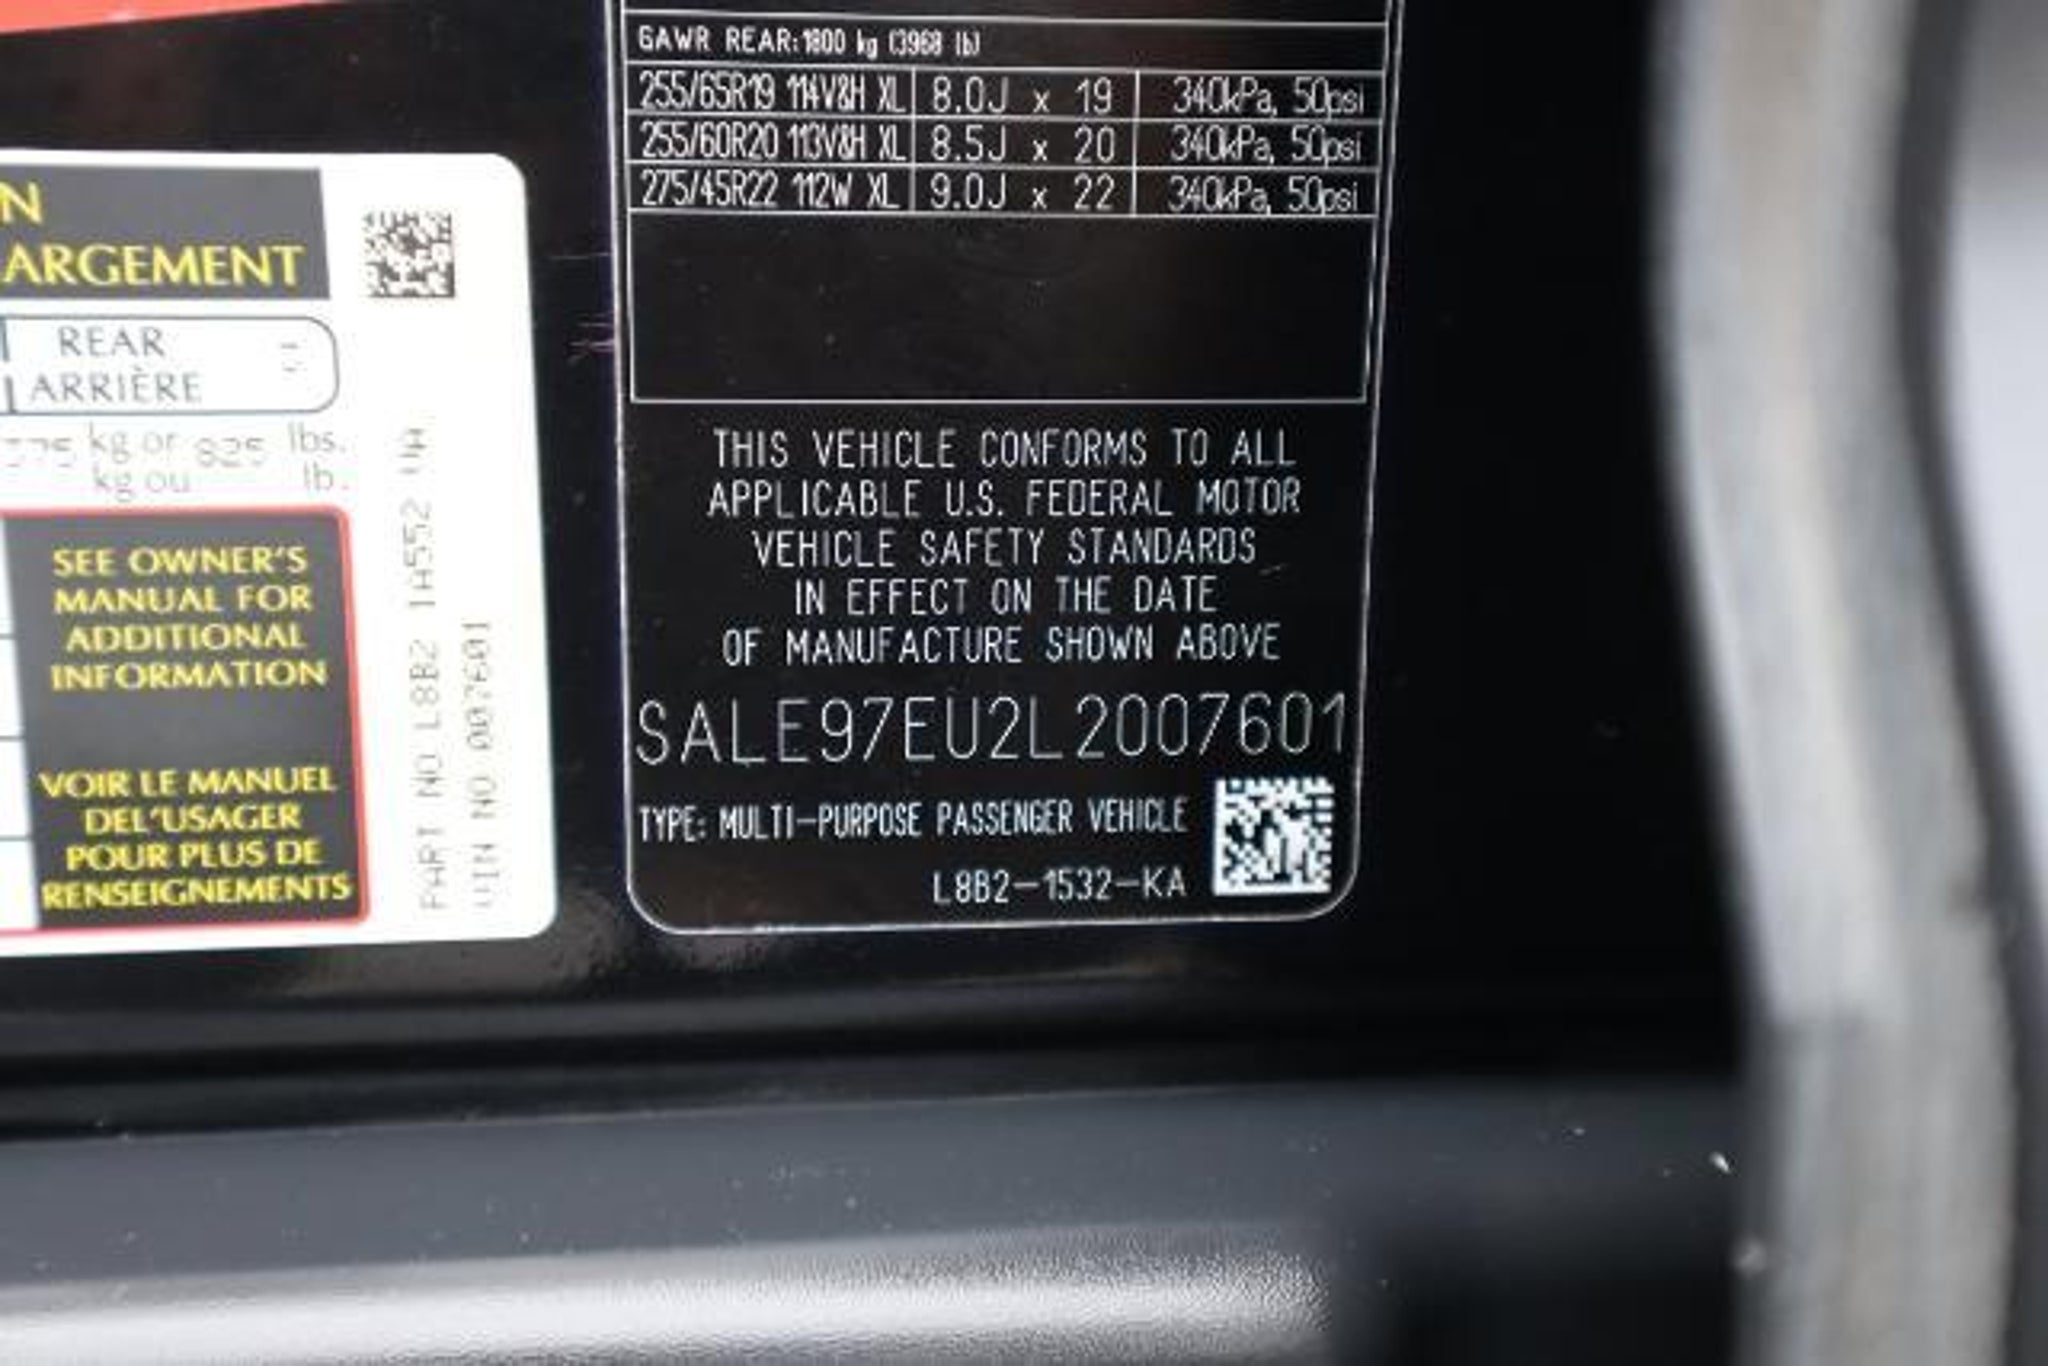 N
ARGEMENT
REAR
ARRIÈRE
kg or 825 lbs.
kg ou lb.
SEE OWNER'S
MANUAL FOR
ADDITIONAL
INFORMATION
VOIR LE MANUEL
DEL'USAGER
POUR PLUS DE
RENSEIGNEMENTS
PART NO L8B2 1A552 VA
VIN NO 007601
GAWR REAR:1800 kg (3968 lb)
255/65R19 114V&H XL 8.0J x 19 340kPa, 50psi
255/60R20 113V&H XL 8.5J x 20 340kPa, 50psi
275/45R22 112W XL 9.0J x 22 340kPa, 50psi
THIS VEHICLE CONFORMS TO ALL
APPLICABLE U.S. FEDERAL MOTOR
VEHICLE SAFETY STANDARDS
IN EFFECT ON THE DATE
OF MANUFACTURE SHOWN ABOVE
SALE97EU2L2007601
TYPE: MULTI-PURPOSE PASSENGER VEHICLE
L8B2-1532-KA